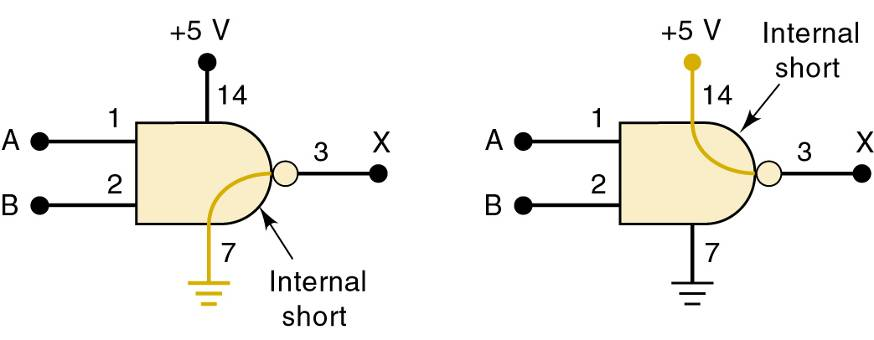 +5 V
14
1
A
2
B
3
X
7
Internal
short
+5 V
Internal
short
14
1
A
2
B
3
X
7